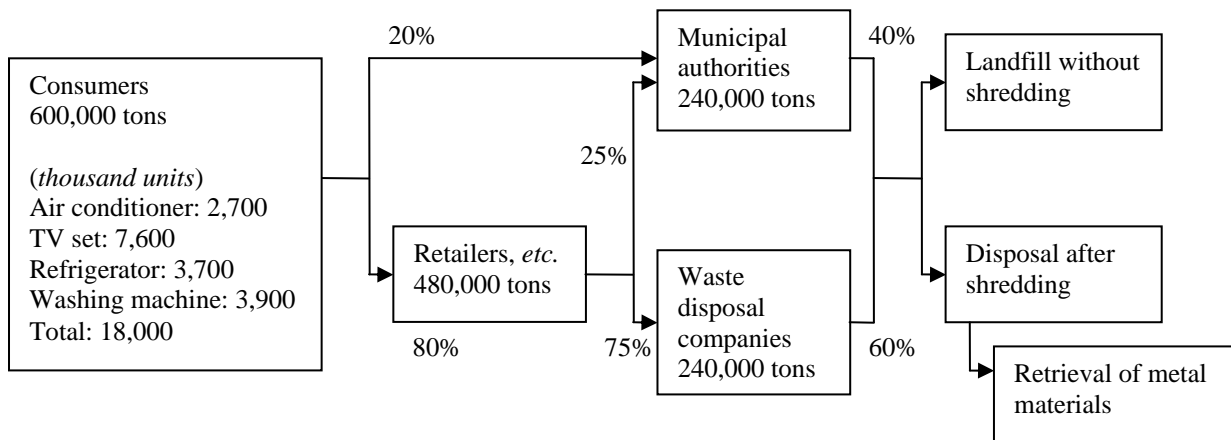 Consumers
600,000 tons
(thousand units)
Air conditioner: 2,700
TV set: 7,600
Refrigerator: 3,700
Washing machine: 3,900
Total: 18,000
20%
80%
Retailers, etc.
480,000 tons
25%
75%
Municipal
authorities
240,000 tons
Waste
disposal
companies
240,000 tons
40%
60%
Landfill without
shredding
Disposal after
shredding
Retrieval of metal
materials